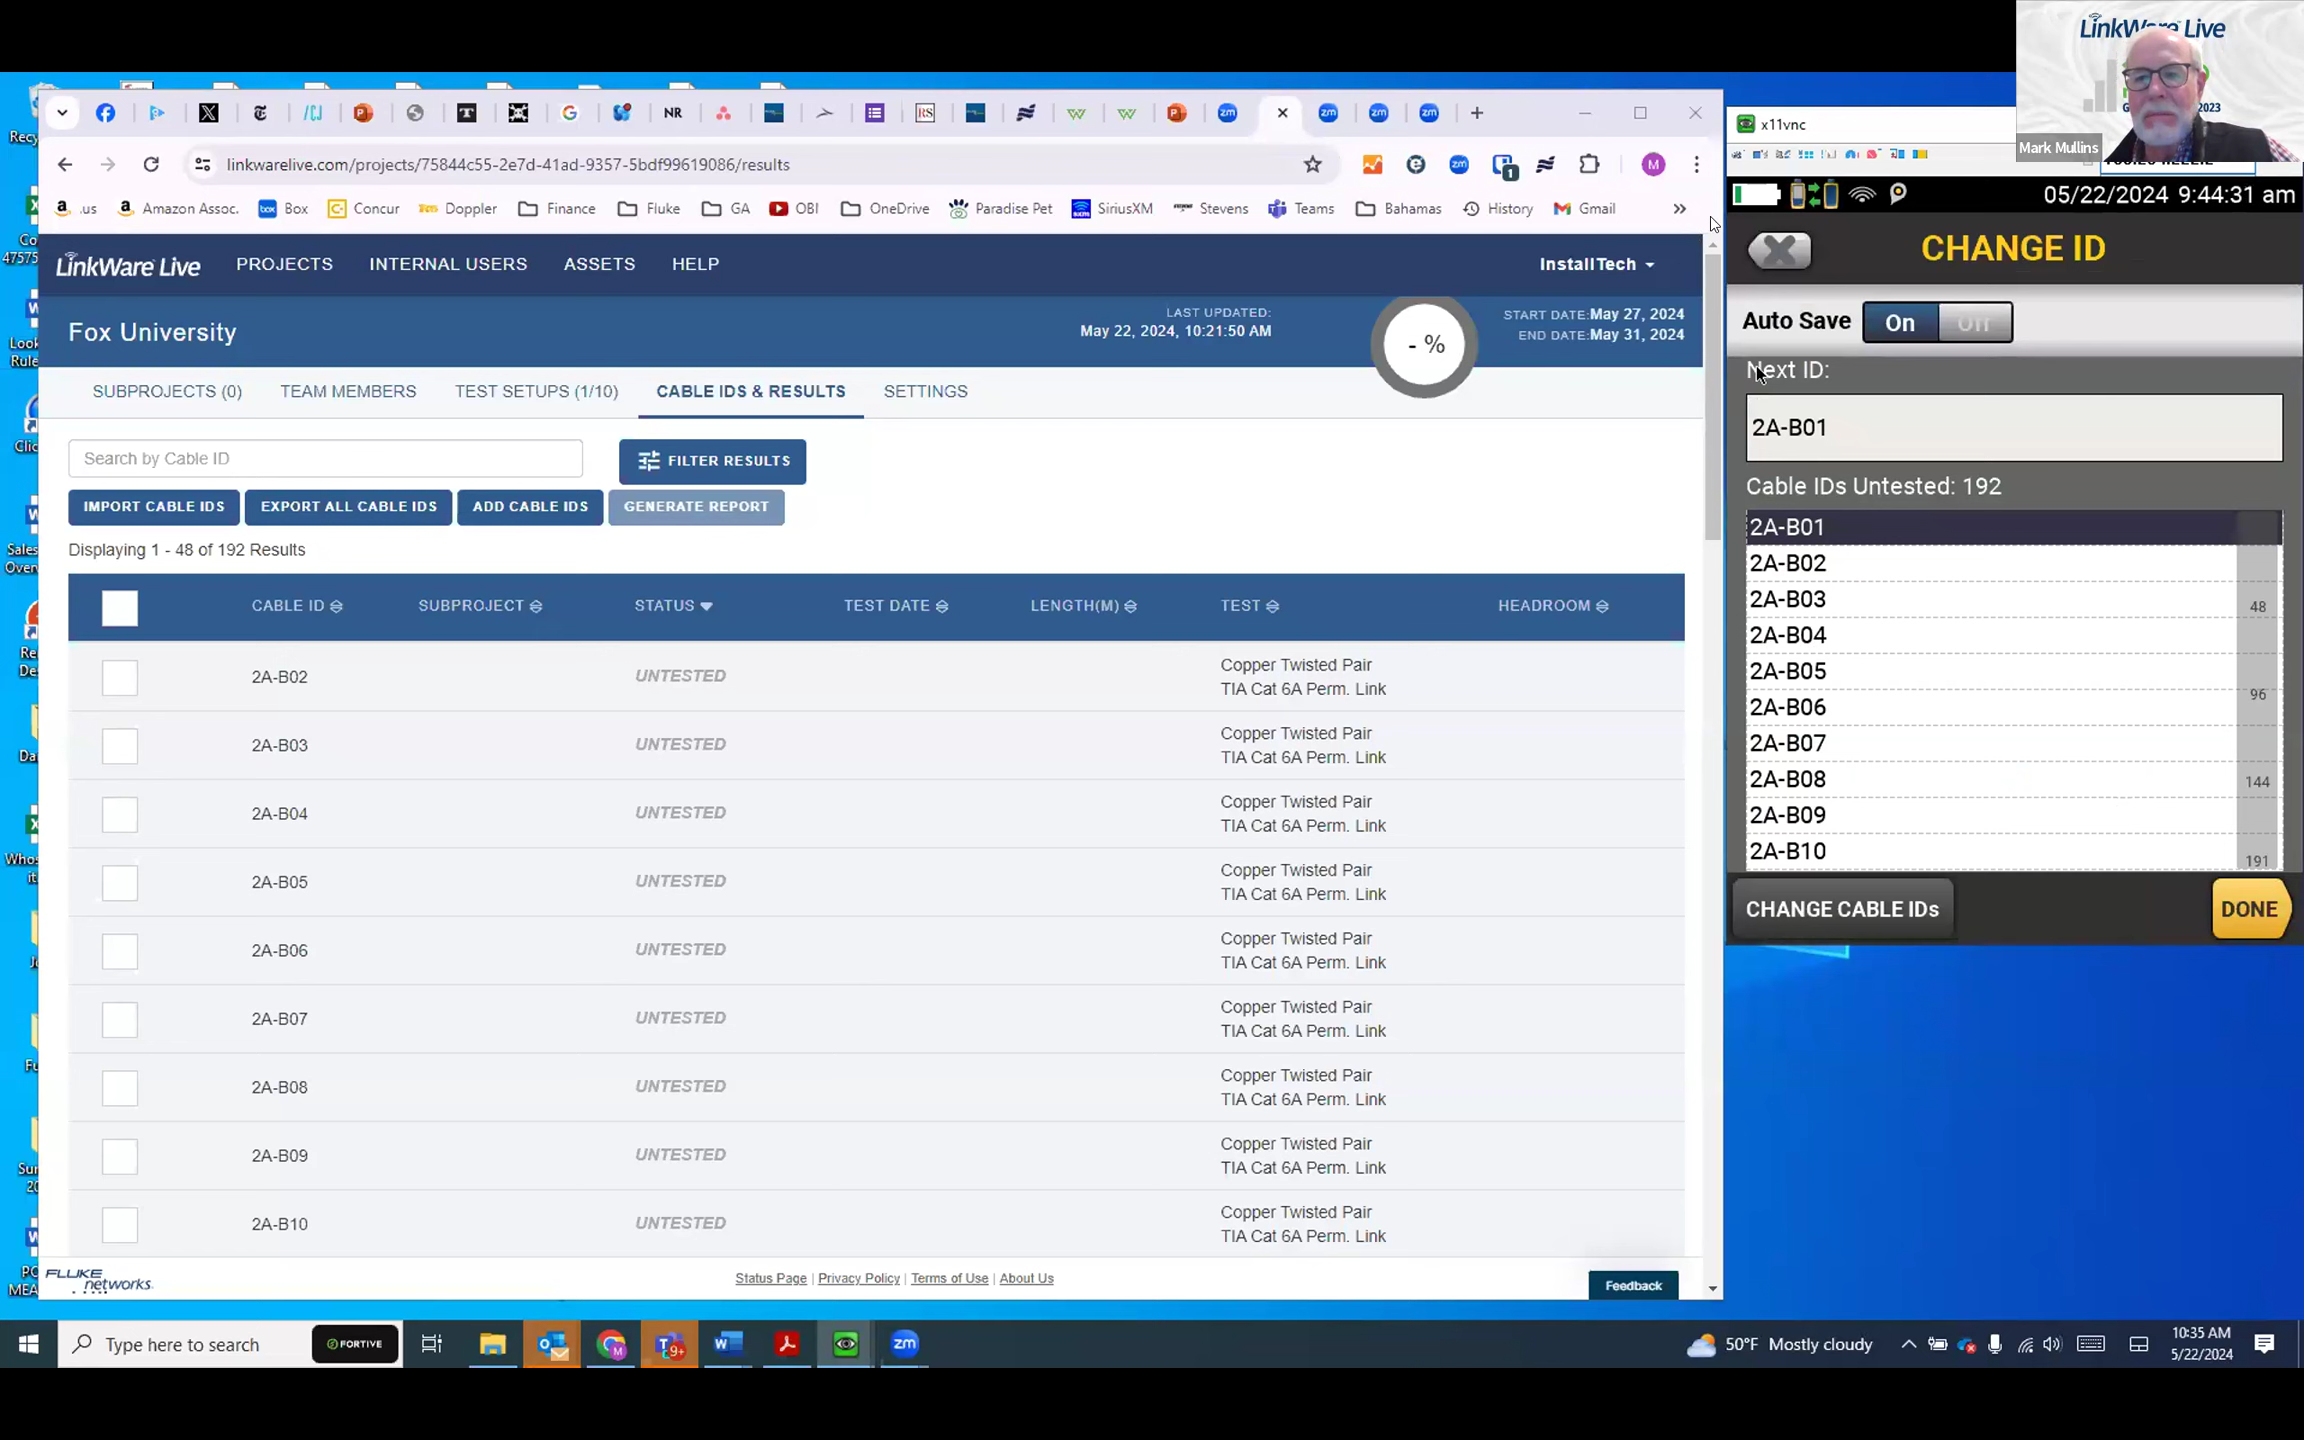 NR
RS
zm
zm
zm
zm
linkwarelive.com/projects/75844c55-2e7d-41ad-9357-5bdf99619086/results
M
.us
Amazon Assoc.
Box
Concur
Doppler
Finance
Fluke
GA
OBI
OneDrive
Paradise Pet
SiriusXM
Stevens
Teams
Bahamas
History
Gmail
LinkWare Live
PROJECTS
INTERNAL USERS
ASSETS
HELP
InstallTech
Fox University
LAST UPDATED:
May 22, 2024, 10:21:50 AM
- %
START DATE:May 27, 2024
END DATE:May 31, 2024
SUBPROJECTS (0)
TEAM MEMBERS
TEST SETUPS (1/10)
CABLE IDS & RESULTS
SETTINGS
Search by Cable ID
FILTER RESULTS
IMPORT CABLE IDS
EXPORT ALL CABLE IDS
ADD CABLE IDS
GENERATE REPORT
Displaying 1 - 48 of 192 Results
CABLE ID
SUBPROJECT
STATUS
TEST DATE
LENGTH(M)
TEST
HEADROOM
2A-B02
UNTESTED
Copper Twisted Pair
TIA Cat 6A Perm. Link
2A-B03
UNTESTED
Copper Twisted Pair
TIA Cat 6A Perm. Link
2A-B04
UNTESTED
Copper Twisted Pair
TIA Cat 6A Perm. Link
2A-B05
UNTESTED
Copper Twisted Pair
TIA Cat 6A Perm. Link
2A-B06
UNTESTED
Copper Twisted Pair
TIA Cat 6A Perm. Link
2A-B07
UNTESTED
Copper Twisted Pair
TIA Cat 6A Perm. Link
2A-B08
UNTESTED
Copper Twisted Pair
TIA Cat 6A Perm. Link
2A-B09
UNTESTED
Copper Twisted Pair
TIA Cat 6A Perm. Link
2A-B10
UNTESTED
Copper Twisted Pair
TIA Cat 6A Perm. Link
FLUKE networks.
Status Page | Privacy Policy | Terms of Use | About Us
Feedback
LinkWare Live
2023
Mark Mullins
x11vnc
05/22/2024 9:44:31 am
CHANGE ID
Auto Save
On
Off
Next ID:
2A-B01
Cable IDs Untested: 192
2A-B01
2A-B02
2A-B03
48
2A-B04
2A-B05
2A-B06
96
2A-B07
2A-B08
144
2A-B09
2A-B10
191
CHANGE CABLE IDs
DONE
Type here to search
FORTIVE
9+
zm
50°F Mostly cloudy
10:35 AM
5/22/2024